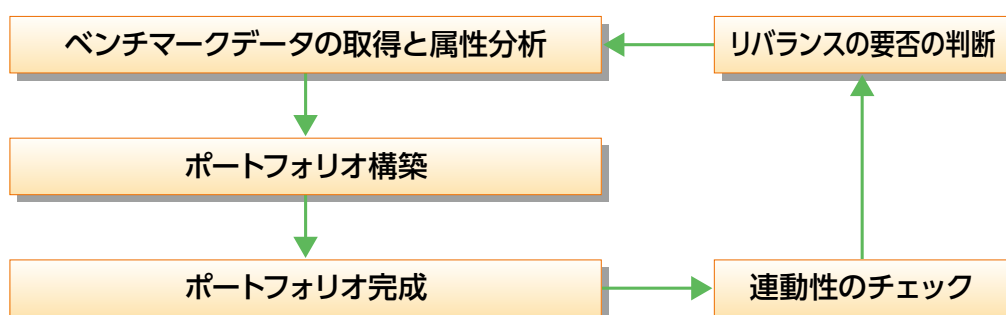 ベンチマークデータの取得と属性分析
リバランスの要否の判断
ポートフォリオ構築
ポートフォリオ完成
連動性のチェック